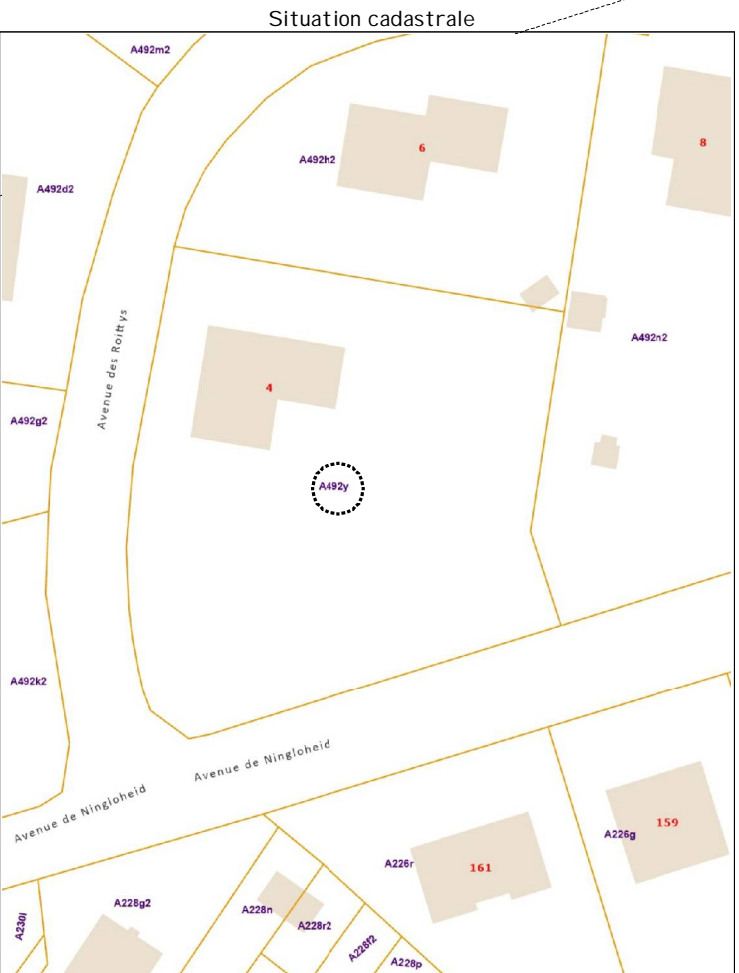 Situation cadastrale
A492m2
6
8
A492h2
A492d2
A492n2
Avenue des Roittys
4
A492g2
A492y
A492k2
Avenue de Ningloheid
Avenue de Ningloheid
159
A226g
A226r
161
A228g2
A228n
A228r2
A230l
A228f2
A228p